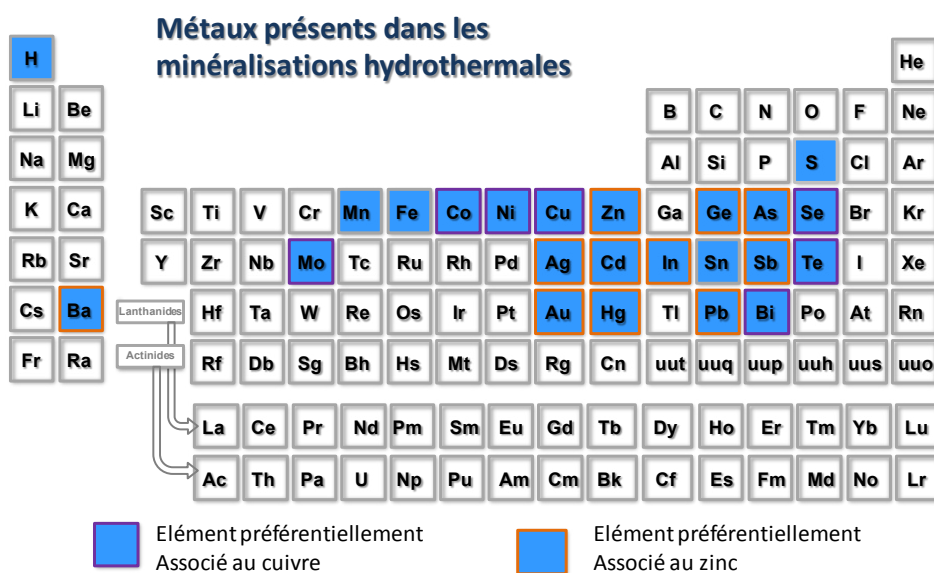 Métaux présents dans les
minéralisations hydrothermales
H He
Li Be B C N O F Ne
Na Mg Al Si P S Cl Ar
K Ca Sc Ti V Cr Mn Fe Co Ni Cu Zn Ga Ge As Se Br Kr
Rb Sr Y Zr Nb Mo Tc Ru Rh Pd Ag Cd In Sn Sb Te I Xe
Cs Ba Lanthanides Hf Ta W Re Os Ir Pt Au Hg Tl Pb Bi Po At Rn
Fr Ra Actinides Rf Db Sg Bh Hs Mt Ds Rg Cn uut uuq uup uuh uus uuo
La Ce Pr Nd Pm Sm Eu Gd Tb Dy Ho Er Tm Yb Lu
Ac Th Pa U Np Pu Am Cm Bk Cf Es Fm Md No Lr
Elément préférentiellement
Associé au cuivre
Elément préférentiellement
Associé au zinc